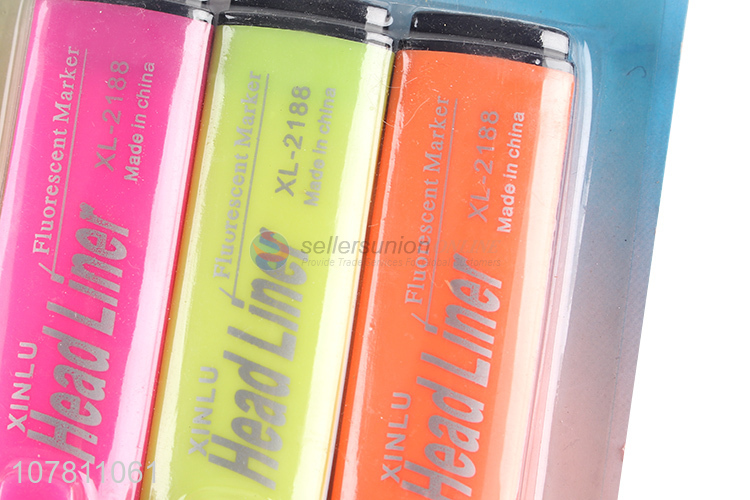 XINLU
Head Liner
Fluorescent Marker
XL-2188
Made in china
XINLU
Head Liner
Fluorescent Marker
XL-2188
Made in china
XINLU
Head Liner
Fluorescent Marker
XL-2188
Made in china
sellersunion
107811061